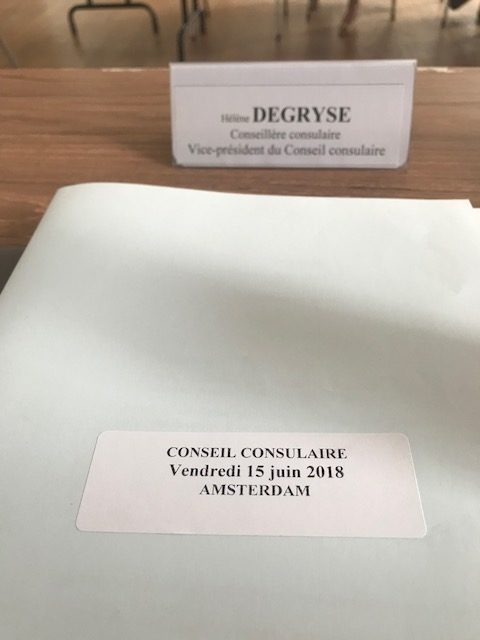 Hélène DEGRYSE
Conseillère consulaire
Vice-président du Conseil consulaire
CONSEIL CONSULAIRE
Vendredi 15 juin 2018
AMSTERDAM